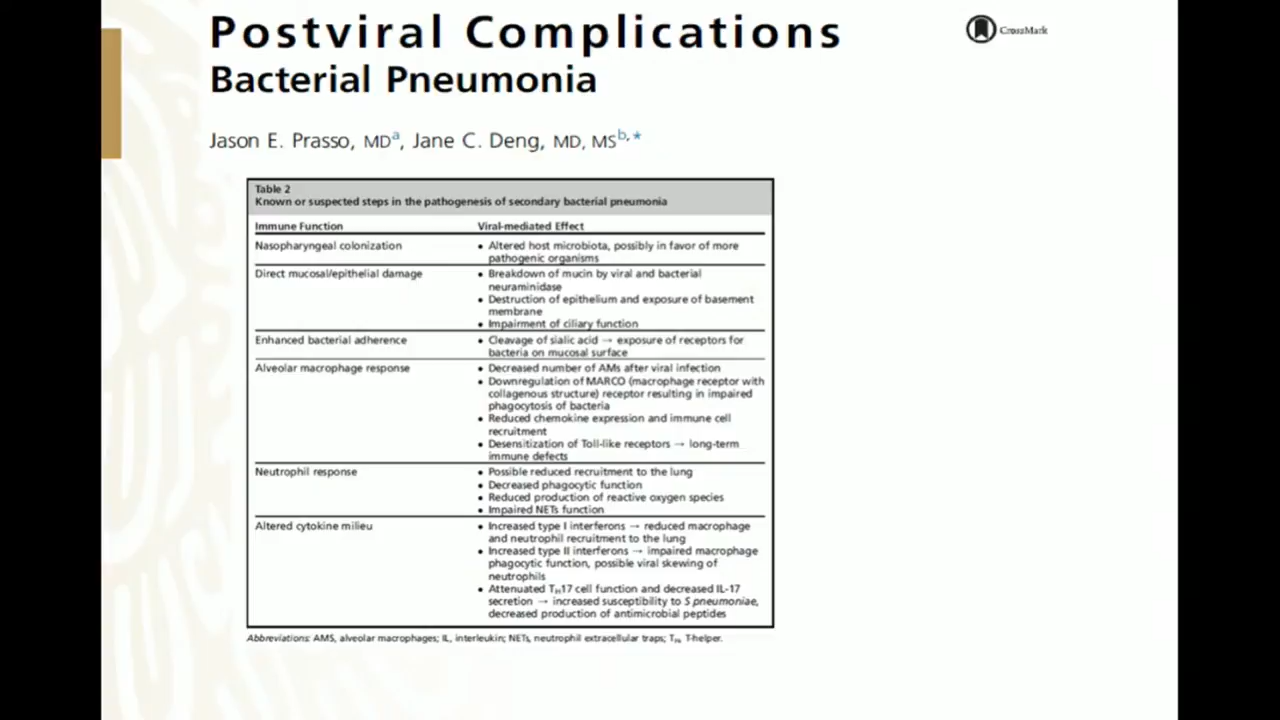 Postviral Complications
CrossMark
Bacterial Pneumonia
Jason E. Prasso, MDa, Jane C. Deng, MD, MSb,*
Table 2
Known or suspected steps in the pathogenesis of secondary bacterial pneumonia
Immune Function Viral-mediated Effect
Nasopharyngeal colonization • Altered host microbiota, possibly in favor of more
pathogenic organisms
Direct mucosal/epithelial damage • Breakdown of mucin by viral and bacterial
neuraminidase
• Destruction of epithelium and exposure of basement
membrane
• Impairment of ciliary function
Enhanced bacterial adherence • Cleavage of sialic acid → exposure of receptors for
bacteria on mucosal surface
Alveolar macrophage response • Decreased number of AMs after viral infection
• Downregulation of MARCO (macrophage receptor with
collagenous structure) receptor resulting in impaired
phagocytosis of bacteria
• Reduced chemokine expression and immune cell
recruitment
• Desensitization of Toll-like receptors → long-term
immune defects
Neutrophil response • Possible reduced recruitment to the lung
• Decreased phagocytic function
• Reduced production of reactive oxygen species
• Impaired NETs function
Altered cytokine milieu • Increased type I interferons → reduced macrophage
and neutrophil recruitment to the lung
• Increased type II interferons → impaired macrophage
phagocytic function, possible viral skewing of
neutrophils
• Attenuated TH17 cell function and decreased IL-17
secretion → increased susceptibility to S pneumoniae,
decreased production of antimicrobial peptides
Abbreviations: AMS, alveolar macrophages; IL, interleukin; NETs, neutrophil extracellular traps; TH, T-helper.